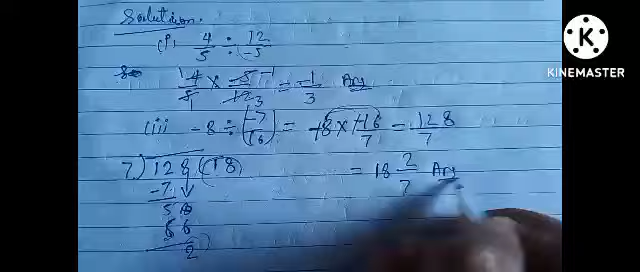 Solution.
(i) 4/5 ÷ 12/-5
So 4/5 × -5/12 = -1/3 Ans
(ii) -8 ÷ (-7/16) = -8 × -16/7 = 128/7
7) 128 (18 = 18 2/7 Ans
-7
58
56
2
KINEMASTER